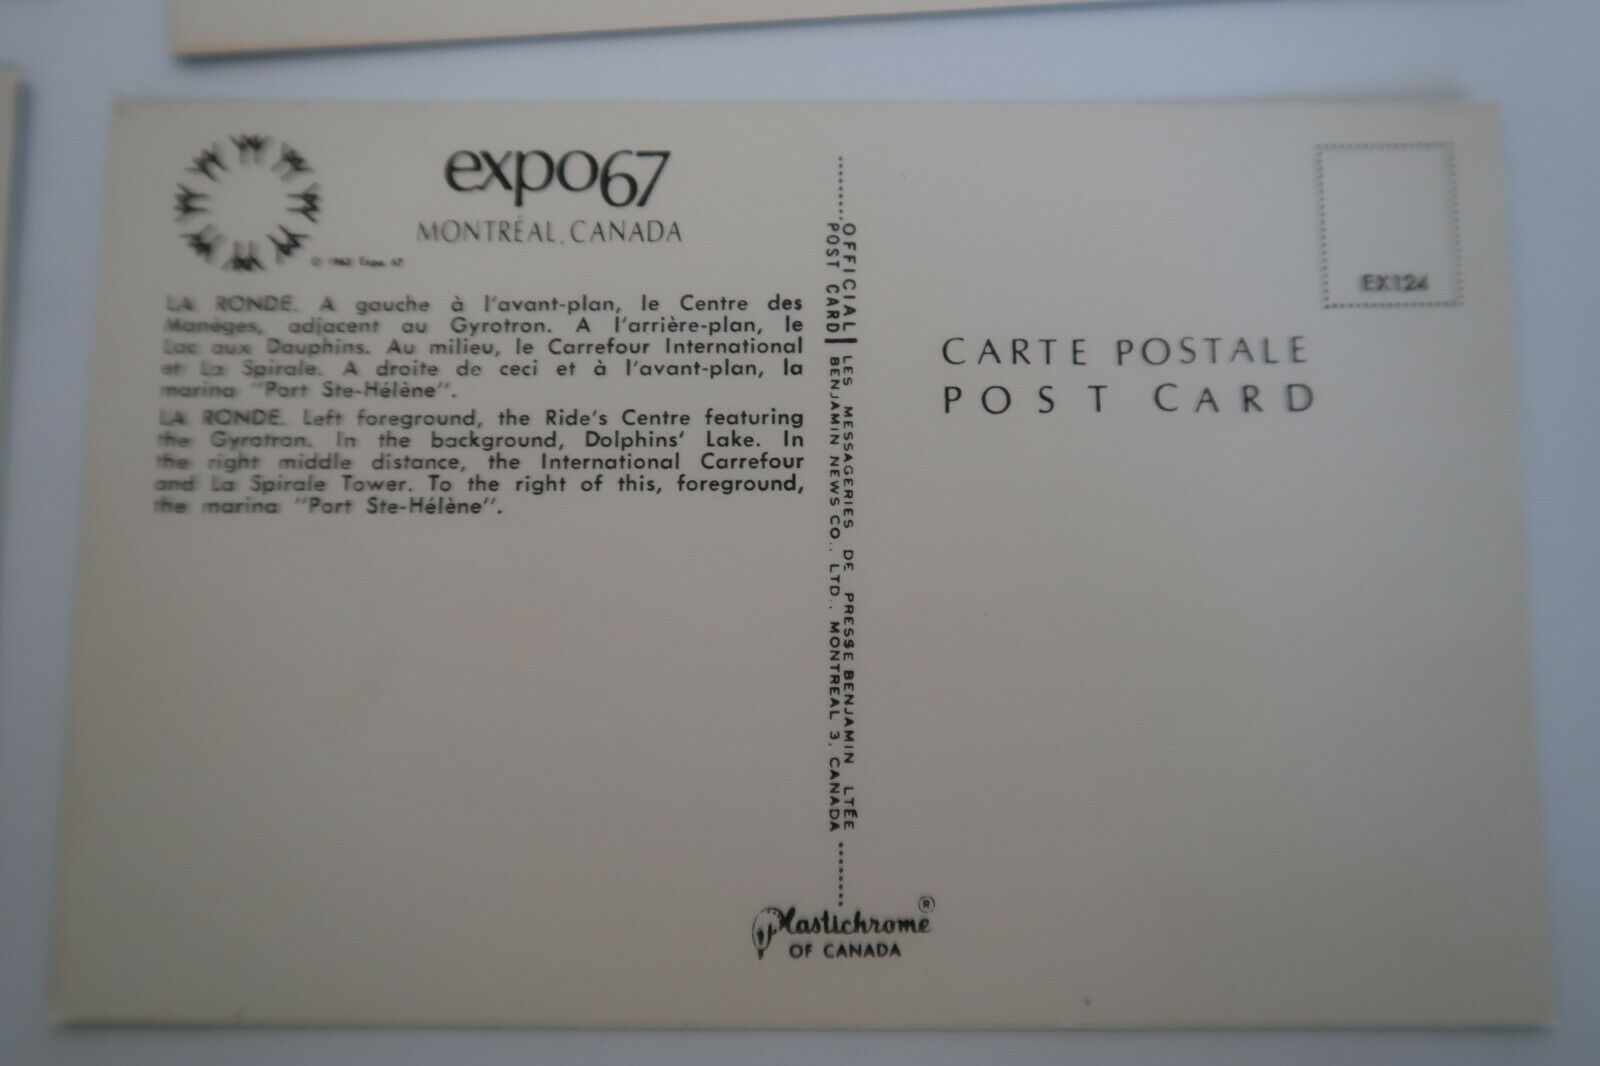 expo67
MONTRÉAL, CANADA
© 1963 Expo 67
LA RONDE. A gauche à l'avant-plan, le Centre des
Manèges, adjacent au Gyrotron. A l'arrière-plan, le
Lac aux Dauphins. Au milieu, le Carrefour International
et La Spirale. A droite de ceci et à l'avant-plan, la
marina "Port Ste-Hélène".
LA RONDE. Left foreground, the Ride's Centre featuring
the Gyrotron. In the background, Dolphins' Lake. In
the right middle distance, the International Carrefour
and La Spirale Tower. To the right of this, foreground,
the marina "Port Ste-Hélène".
OFFICIAL
POST CARD
LES MESSAGERIES DE PRESSE BENJAMIN LTÉE
BENJAMIN NEWS CO., LTD., MONTREAL 3, CANADA
Plastichrome®
OF CANADA
EX124
CARTE POSTALE
POST CARD